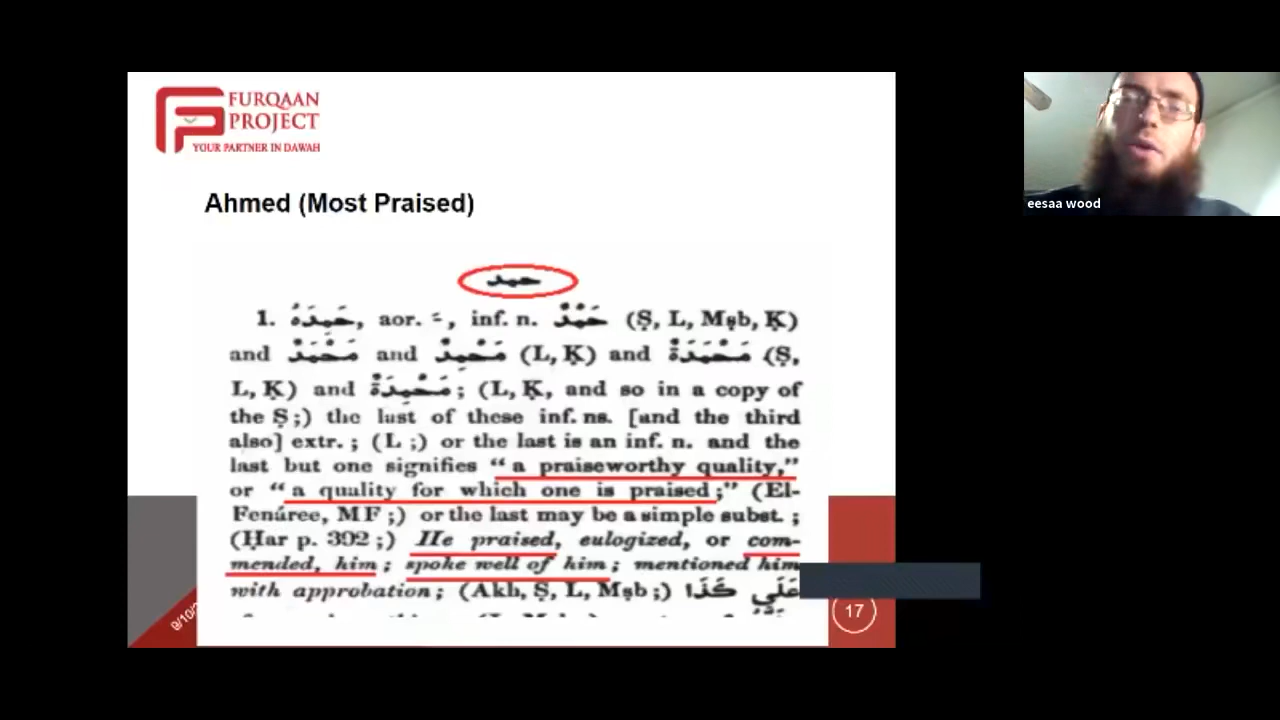 FURQAAN
PROJECT
YOUR PARTNER IN DAWAH
eesaa wood
Ahmed (Most Praised)
حمد
1. حَمِدَهُ, aor. ـَ, inf. n. حَمْدٌ (Ṣ, L, Mṣb, Ḳ)
and مَحْمَدٌ and مَحْمِدٌ (L, Ḳ) and مَحْمَدَةٌ (Ṣ,
L, Ḳ) and مَحْمِدَةٌ; (L, Ḳ, and so in a copy of
the Ṣ;) the last of these inf. ns. [and the third
also] extr.; (L;) or the last is an inf. n. and the
last but one signifies “a praiseworthy quality,”
or “a quality for which one is praised;” (El-
Fenáree, MF;) or the last may be a simple subst.;
(Ḥar p. 392;) He praised, eulogized, or com-
mended, him; spoke well of him; mentioned him
with approbation; (Akh, Ṣ, L, Mṣb;) عَلَى كَذَا
9/10/
17